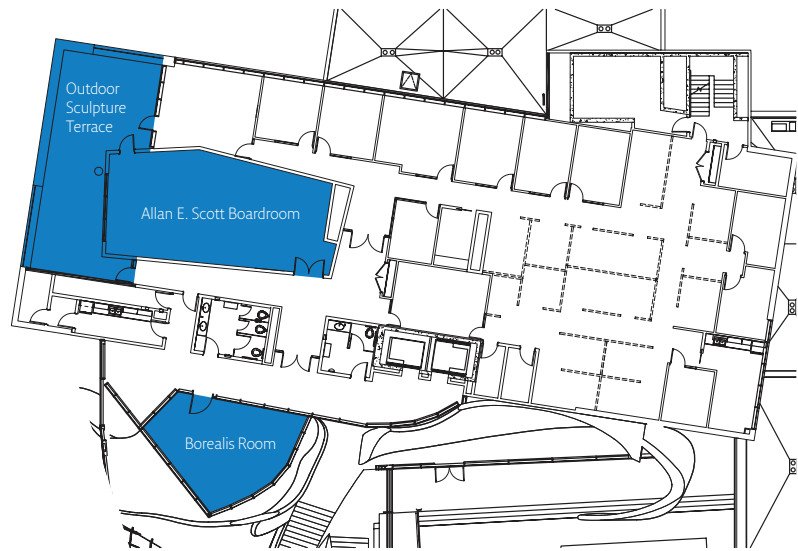 Outdoor
Sculpture
Terrace
Allan E. Scott Boardroom
Borealis Room